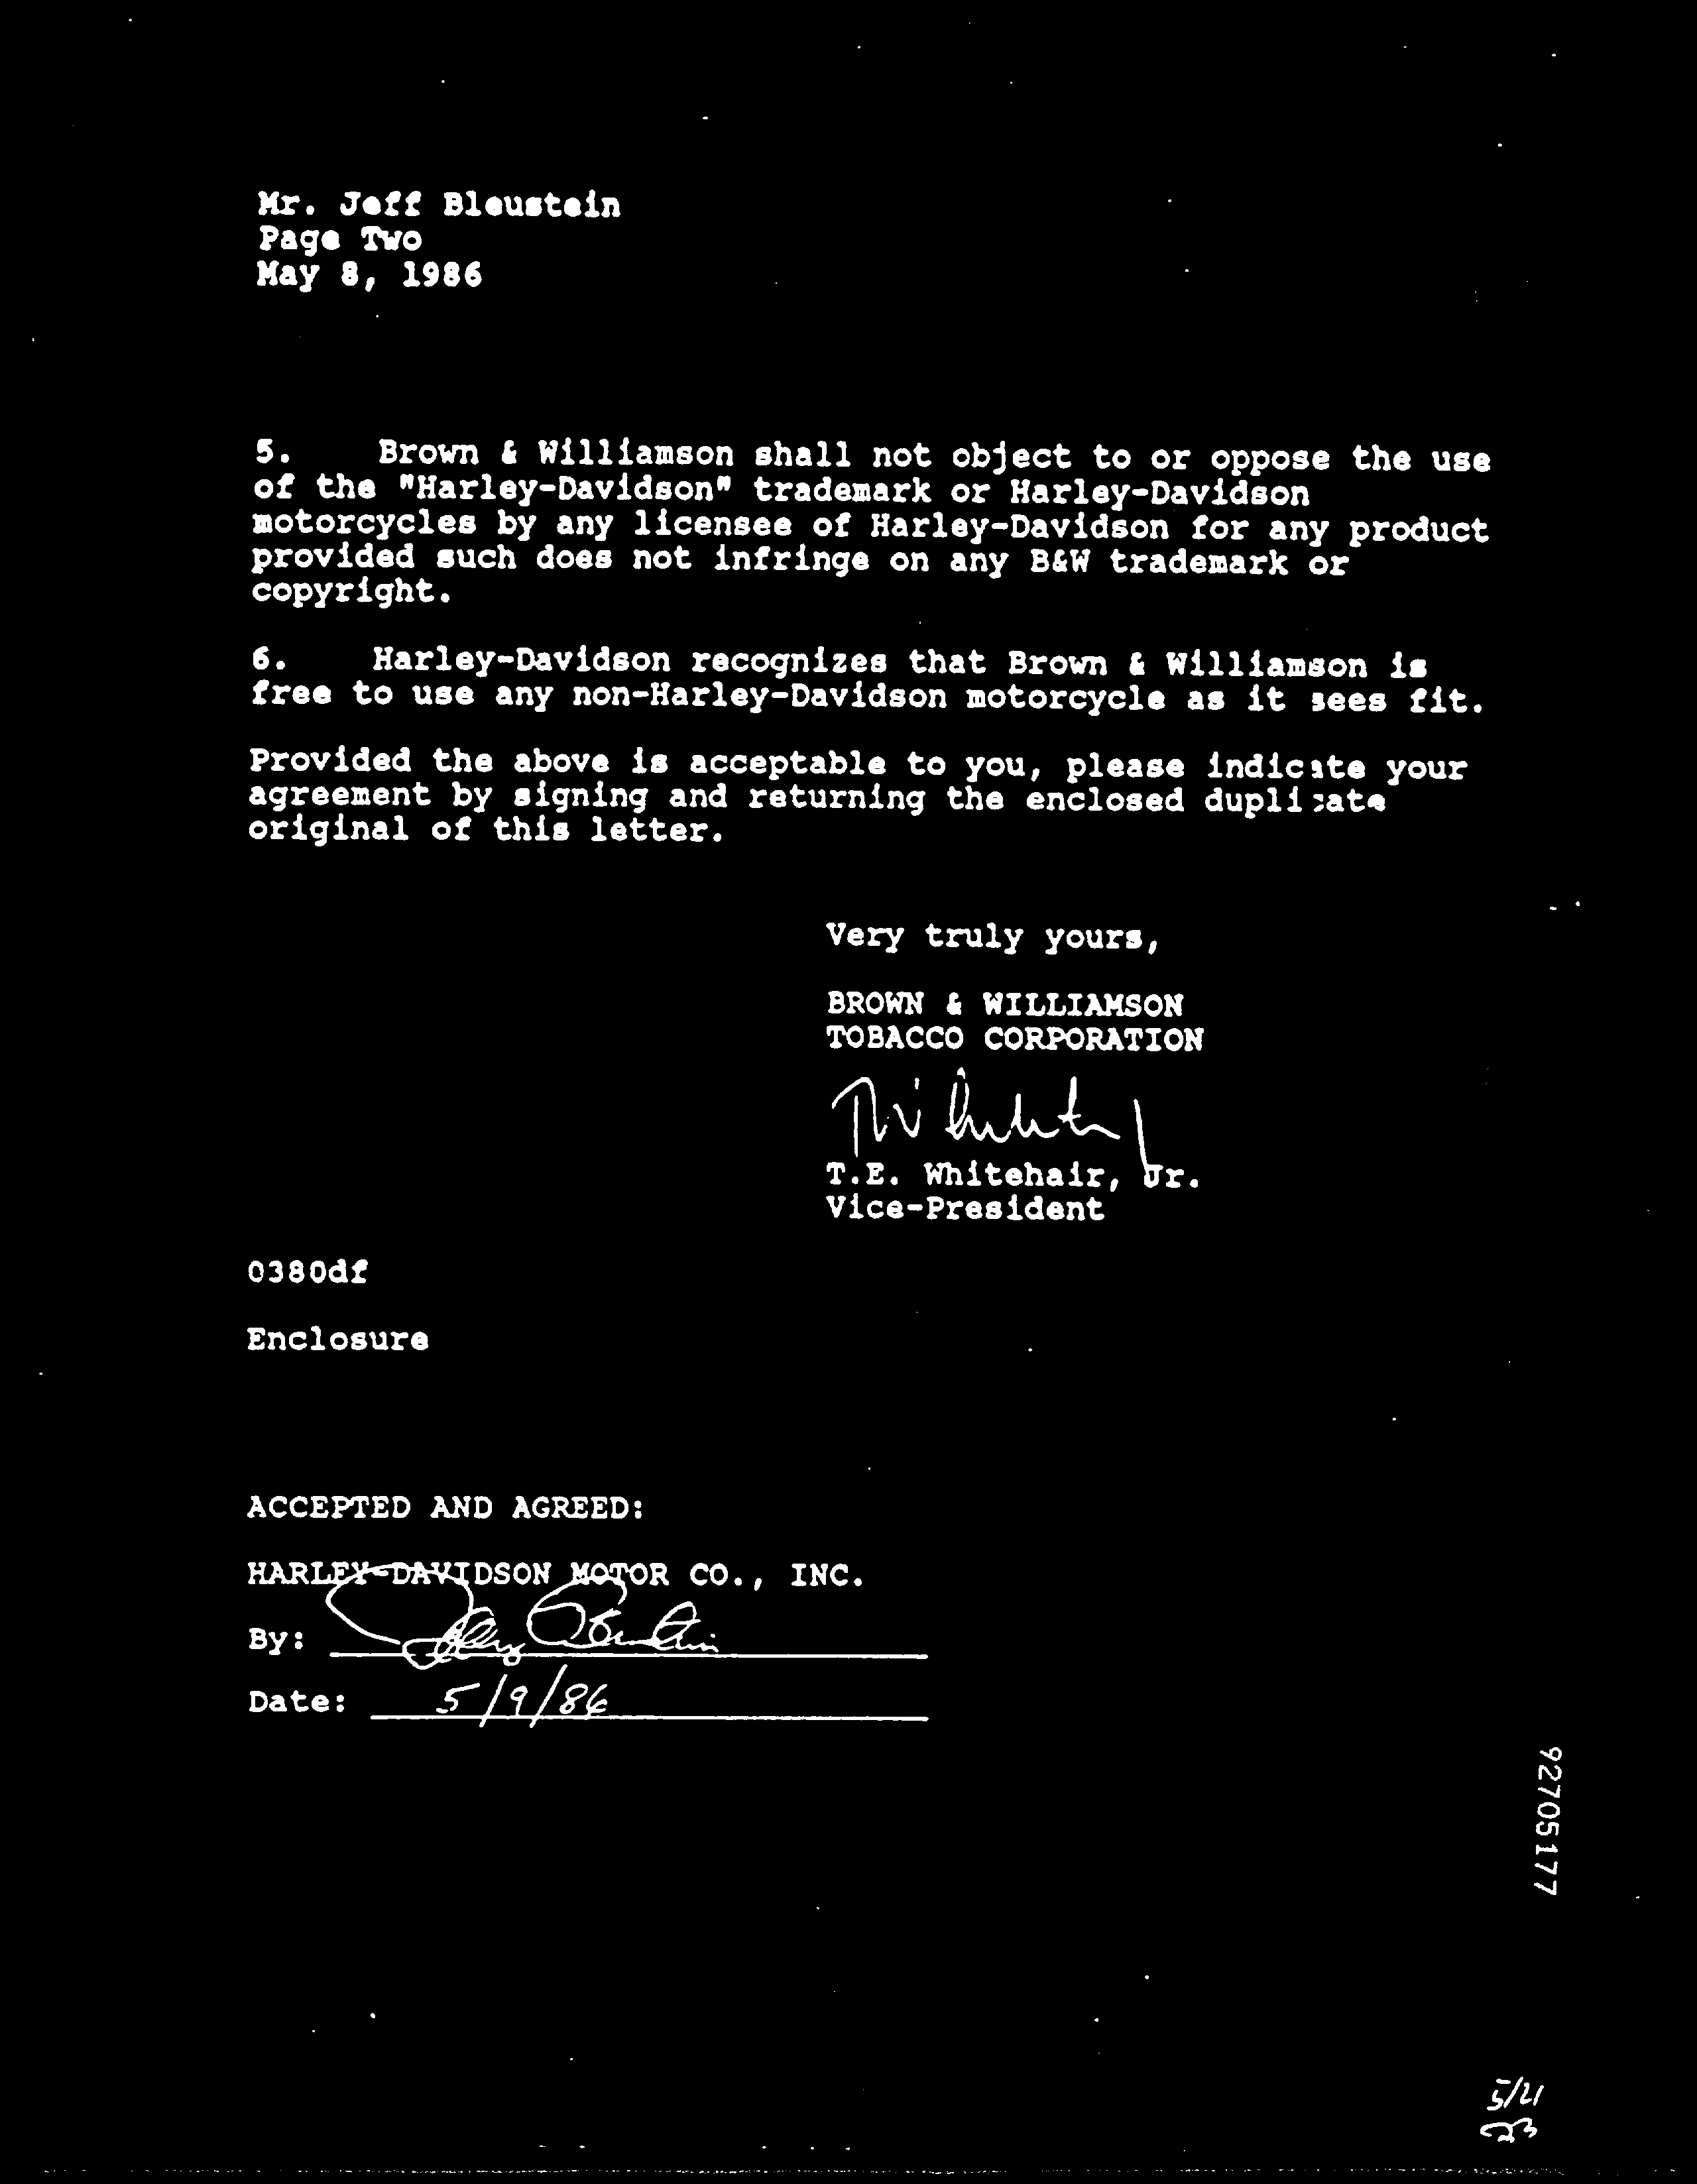 Mr. Jeff Bleustein
Page Two
May 8, 1986
5. Brown & Williamson shall not object to or oppose the use
of the "Harley-Davidson" trademark or Harley-Davidson
motorcycles by any licensee of Harley-Davidson for any product
provided such does not infringe on any B&W trademark or
copyright.
6. Harley-Davidson recognizes that Brown & Williamson is
free to use any non-Harley-Davidson motorcycle as it sees fit.
Provided the above is acceptable to you, please indicate your
agreement by signing and returning the enclosed duplicate
original of this letter.
Very truly yours,
BROWN & WILLIAMSON
TOBACCO CORPORATION
T.E. Whitehair, Jr.
Vice-President
0380df
Enclosure
ACCEPTED AND AGREED:
HARLEY-DAVIDSON MOTOR CO., INC.
By:
Date: 5/9/86
92705177
5/21
23